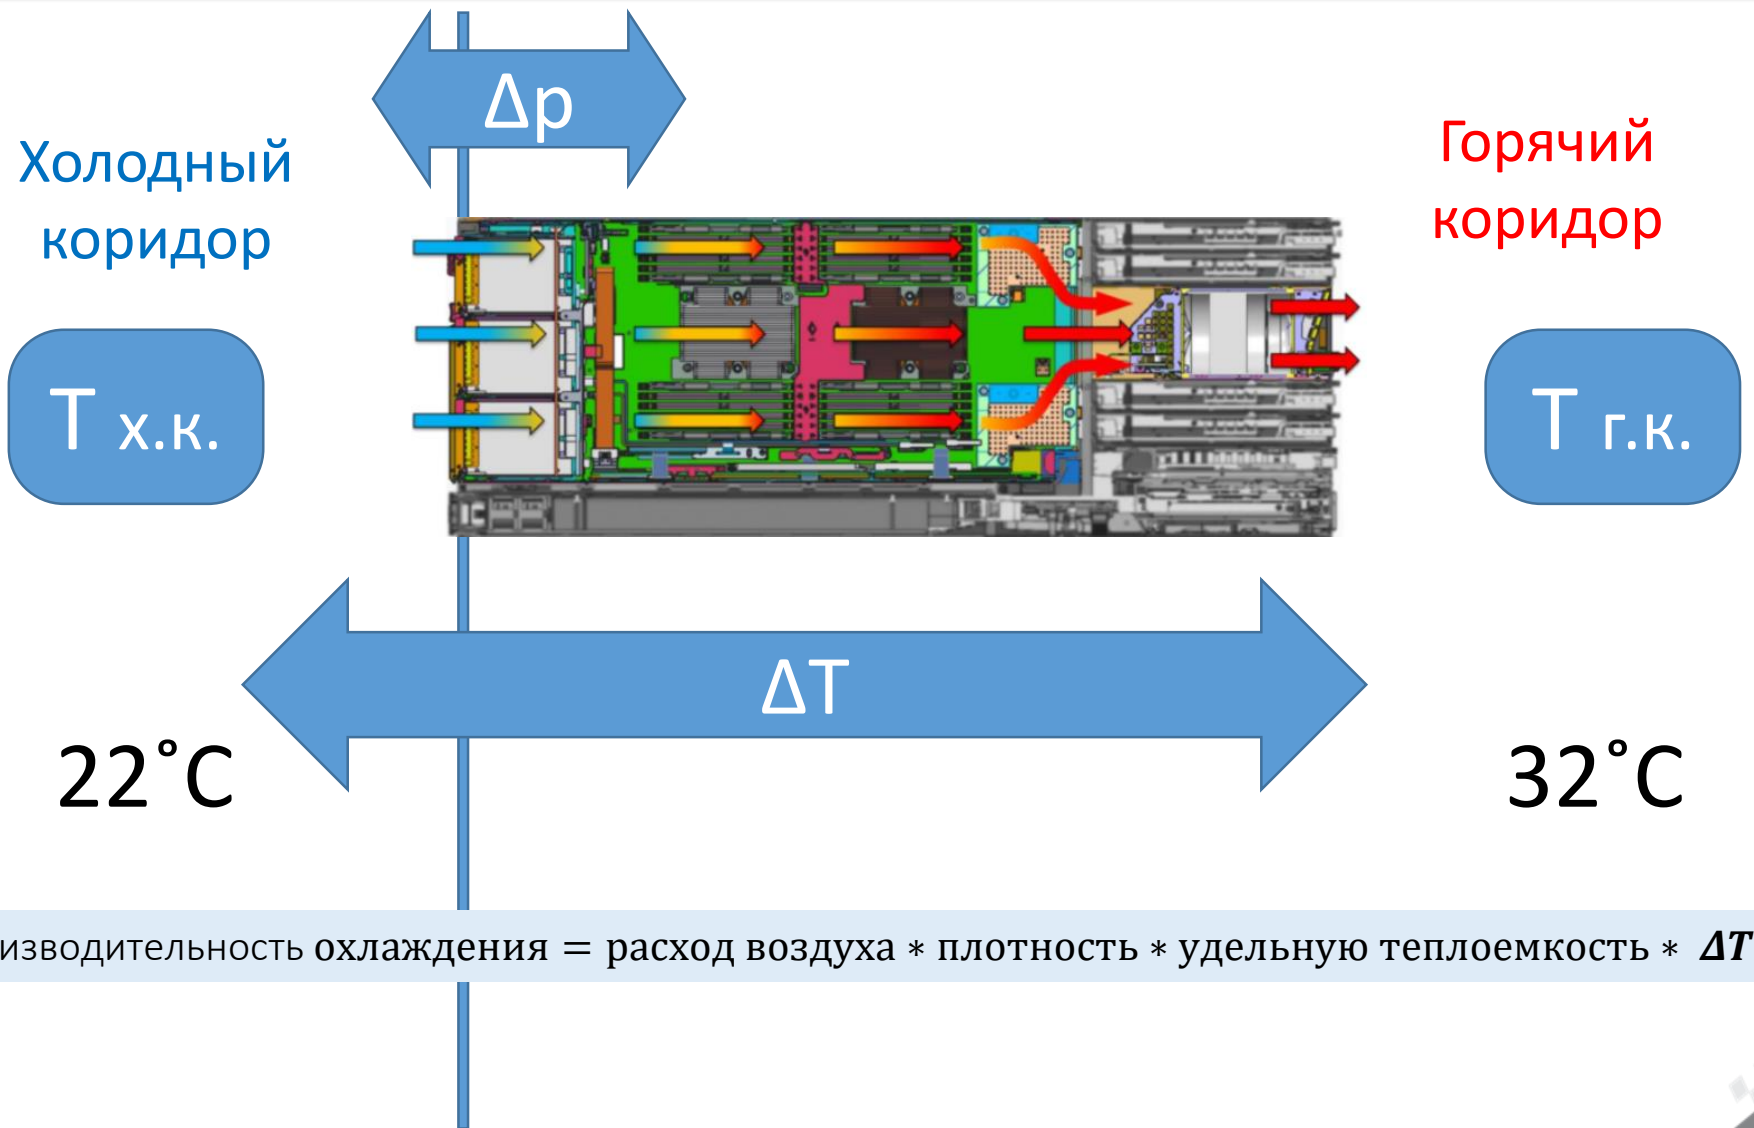 Δp
Холодный
коридор
Горячий
коридор
Т х.к.
Т г.к.
ΔT
22˚C
32˚C
изводительность охлаждения = расход воздуха * плотность * удельную теплоемкость * ΔT